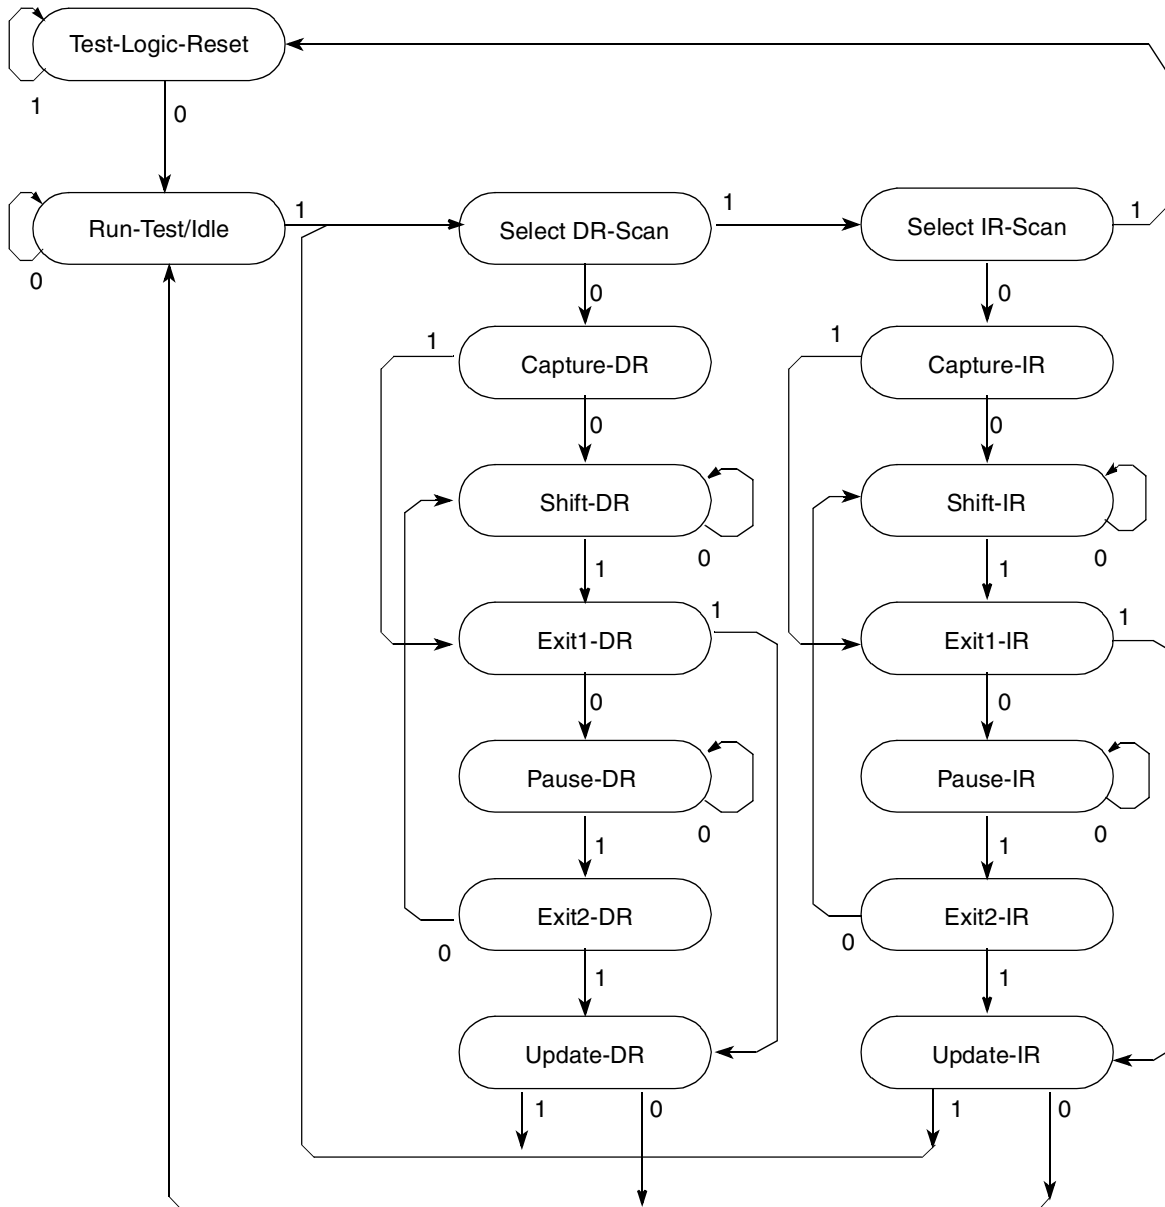 Test-Logic-Reset
1
0
Run-Test/Idle
1
0
Select DR-Scan
1
Select IR-Scan
1
0
0
1
Capture-DR
1
Capture-IR
0
0
Shift-DR
0
Shift-IR
0
1
1
Exit1-DR
1
Exit1-IR
1
0
0
Pause-DR
0
Pause-IR
0
1
1
Exit2-DR
0
Exit2-IR
0
1
1
Update-DR
Update-IR
1
0
1
0